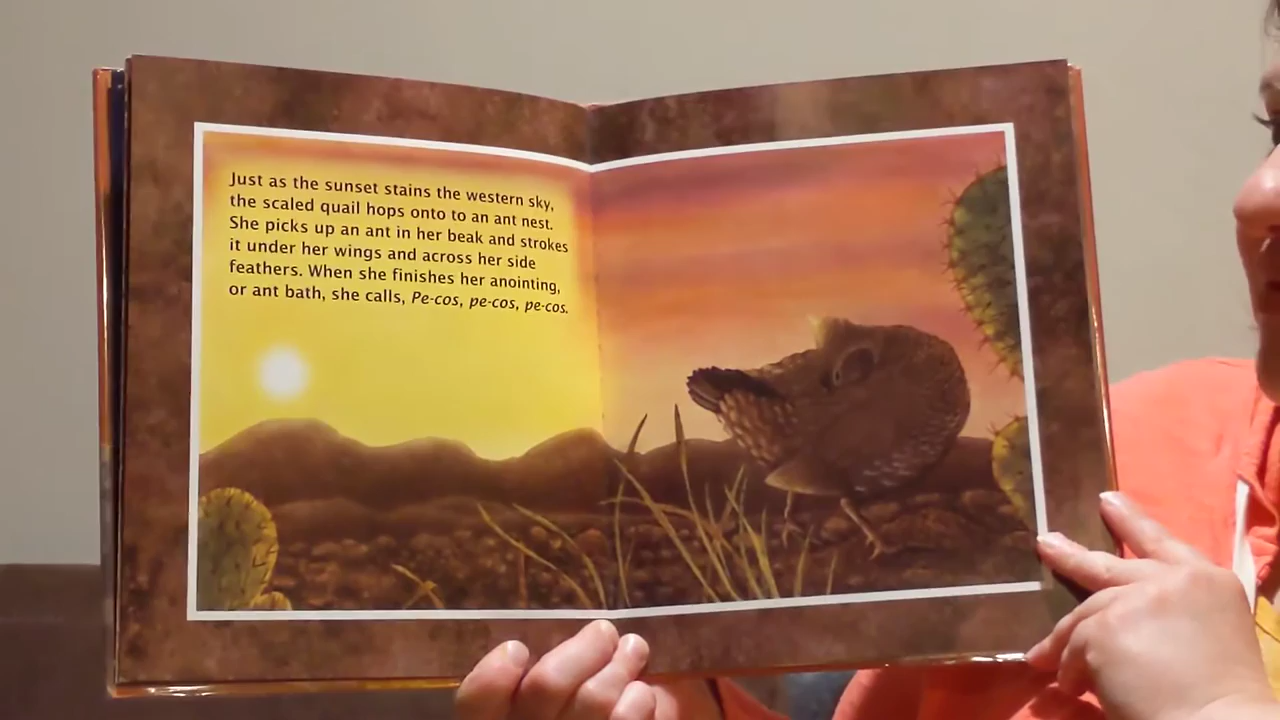 Just as the sunset stains the western sky,
the scaled quail hops onto to an ant nest.
She picks up an ant in her beak and strokes
it under her wings and across her side
feathers. When she finishes her anointing,
or ant bath, she calls, Pe-cos, pe-cos, pe-cos.